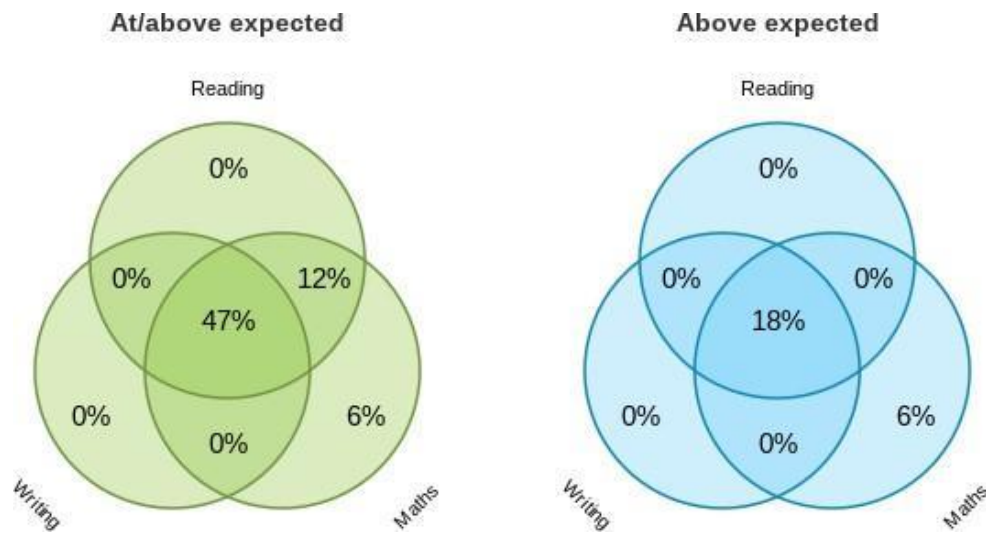 At/above expected
Reading
0%
0%
12%
47%
0%
6%
0%
Writing
Maths
Above expected
Reading
0%
0%
0%
18%
0%
6%
0%
Writing
Maths